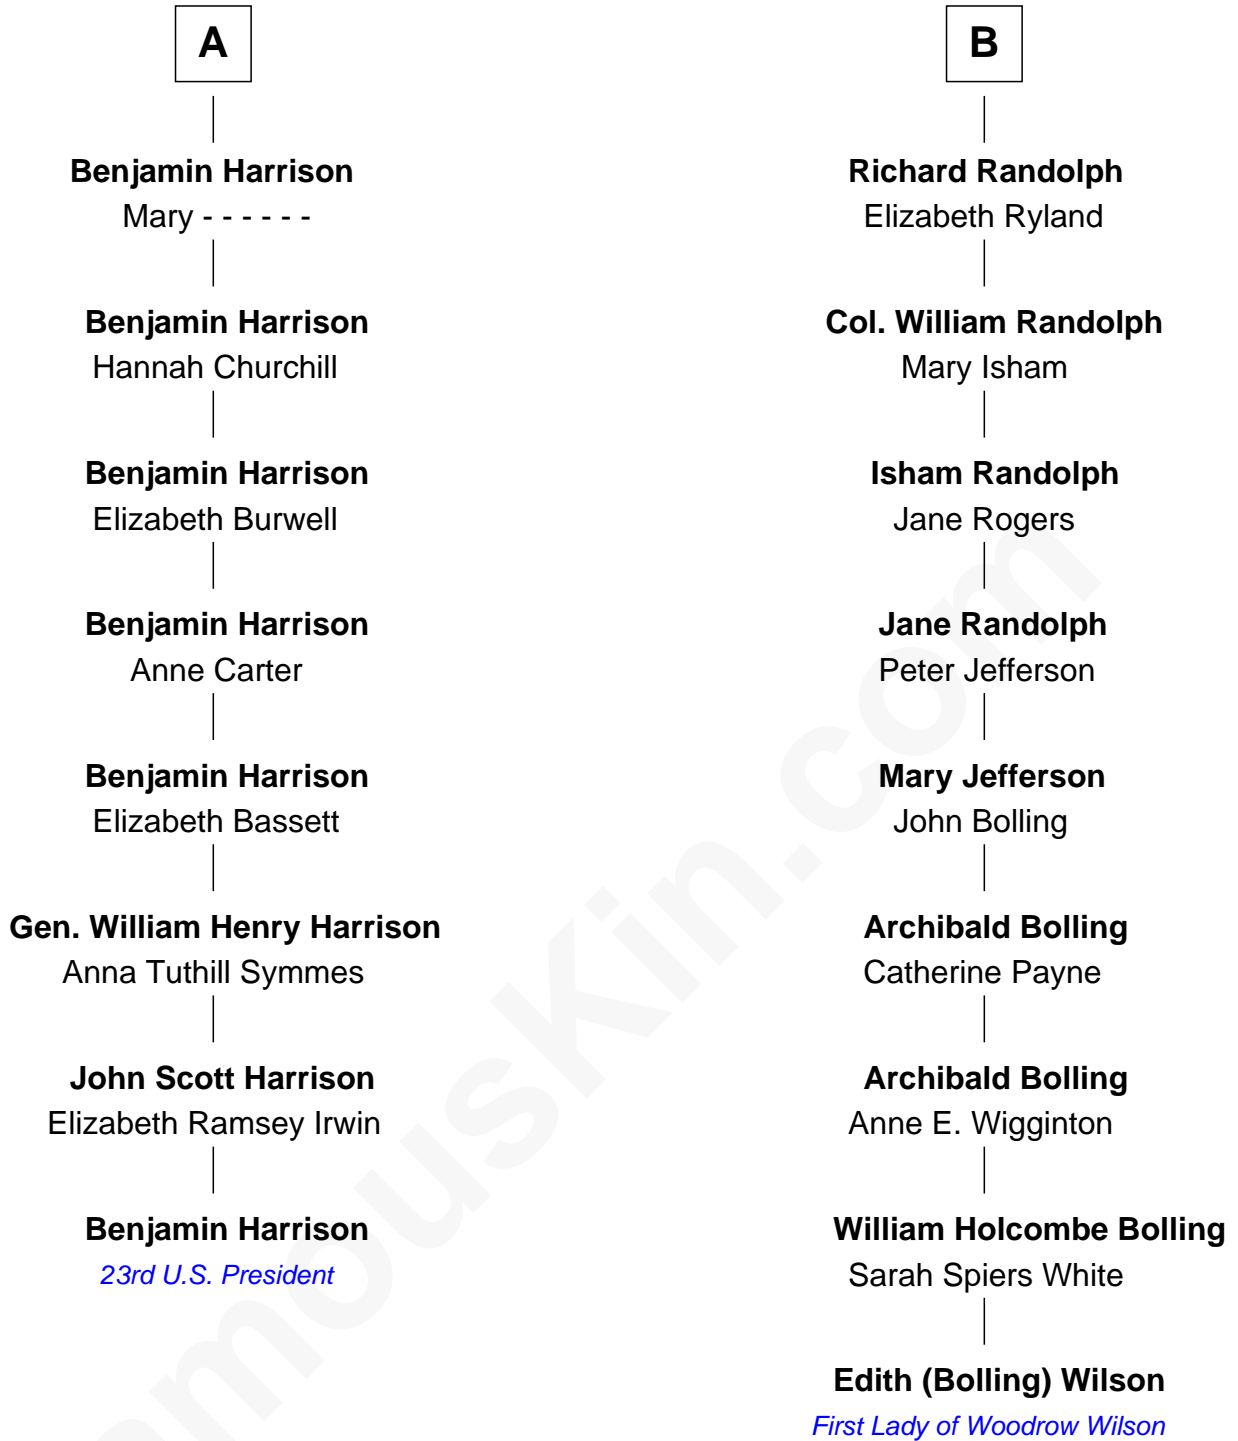 A
Benjamin Harrison
Mary - - - - - -
Benjamin Harrison
Hannah Churchill
Benjamin Harrison
Elizabeth Burwell
Benjamin Harrison
Anne Carter
Benjamin Harrison
Elizabeth Bassett
Gen. William Henry Harrison
Anna Tuthill Symmes
John Scott Harrison
Elizabeth Ramsey Irwin
Benjamin Harrison
23rd U.S. President
B
Richard Randolph
Elizabeth Ryland
Col. William Randolph
Mary Isham
Isham Randolph
Jane Rogers
Jane Randolph
Peter Jefferson
Mary Jefferson
John Bolling
Archibald Bolling
Catherine Payne
Archibald Bolling
Anne E. Wigginton
William Holcombe Bolling
Sarah Spiers White
Edith (Bolling) Wilson
First Lady of Woodrow Wilson
amouskin.com